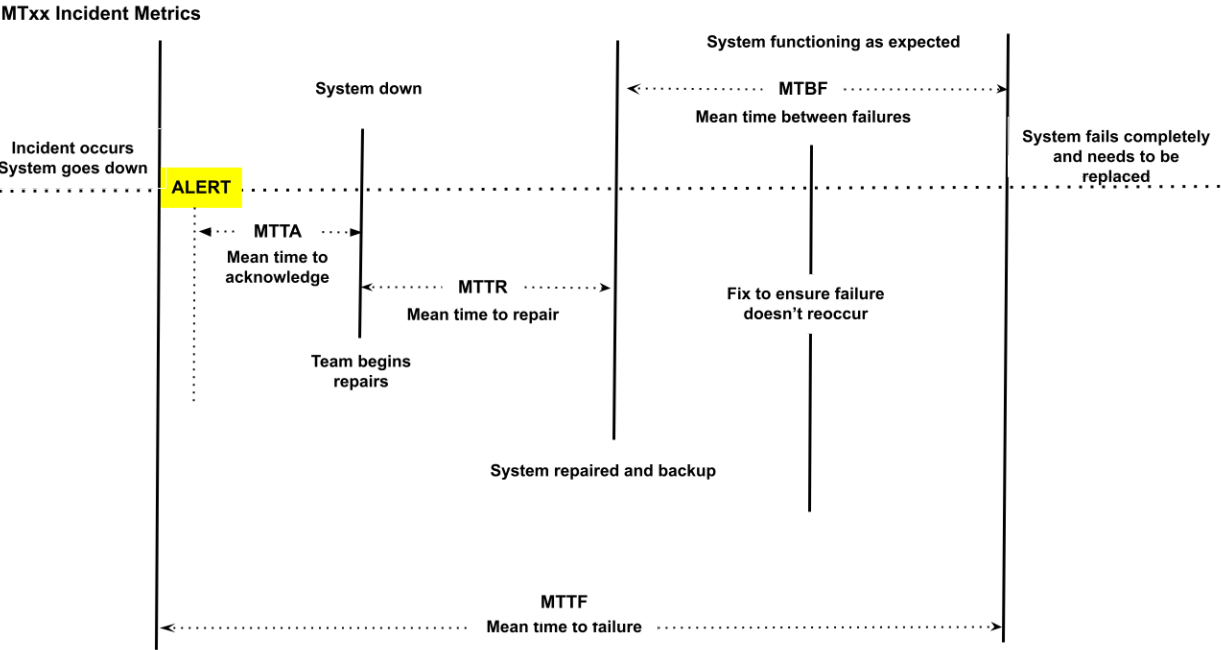 MTxx Incident Metrics
System functioning as expected
System down
MTBF
Mean time between failures
Incident occurs
System goes down
System fails completely
and needs to be
replaced
ALERT
MTTA
Mean time to
acknowledge
MTTR
Mean time to repair
Fix to ensure failure
doesn’t reoccur
Team begins
repairs
System repaired and backup
MTTF
Mean time to failure